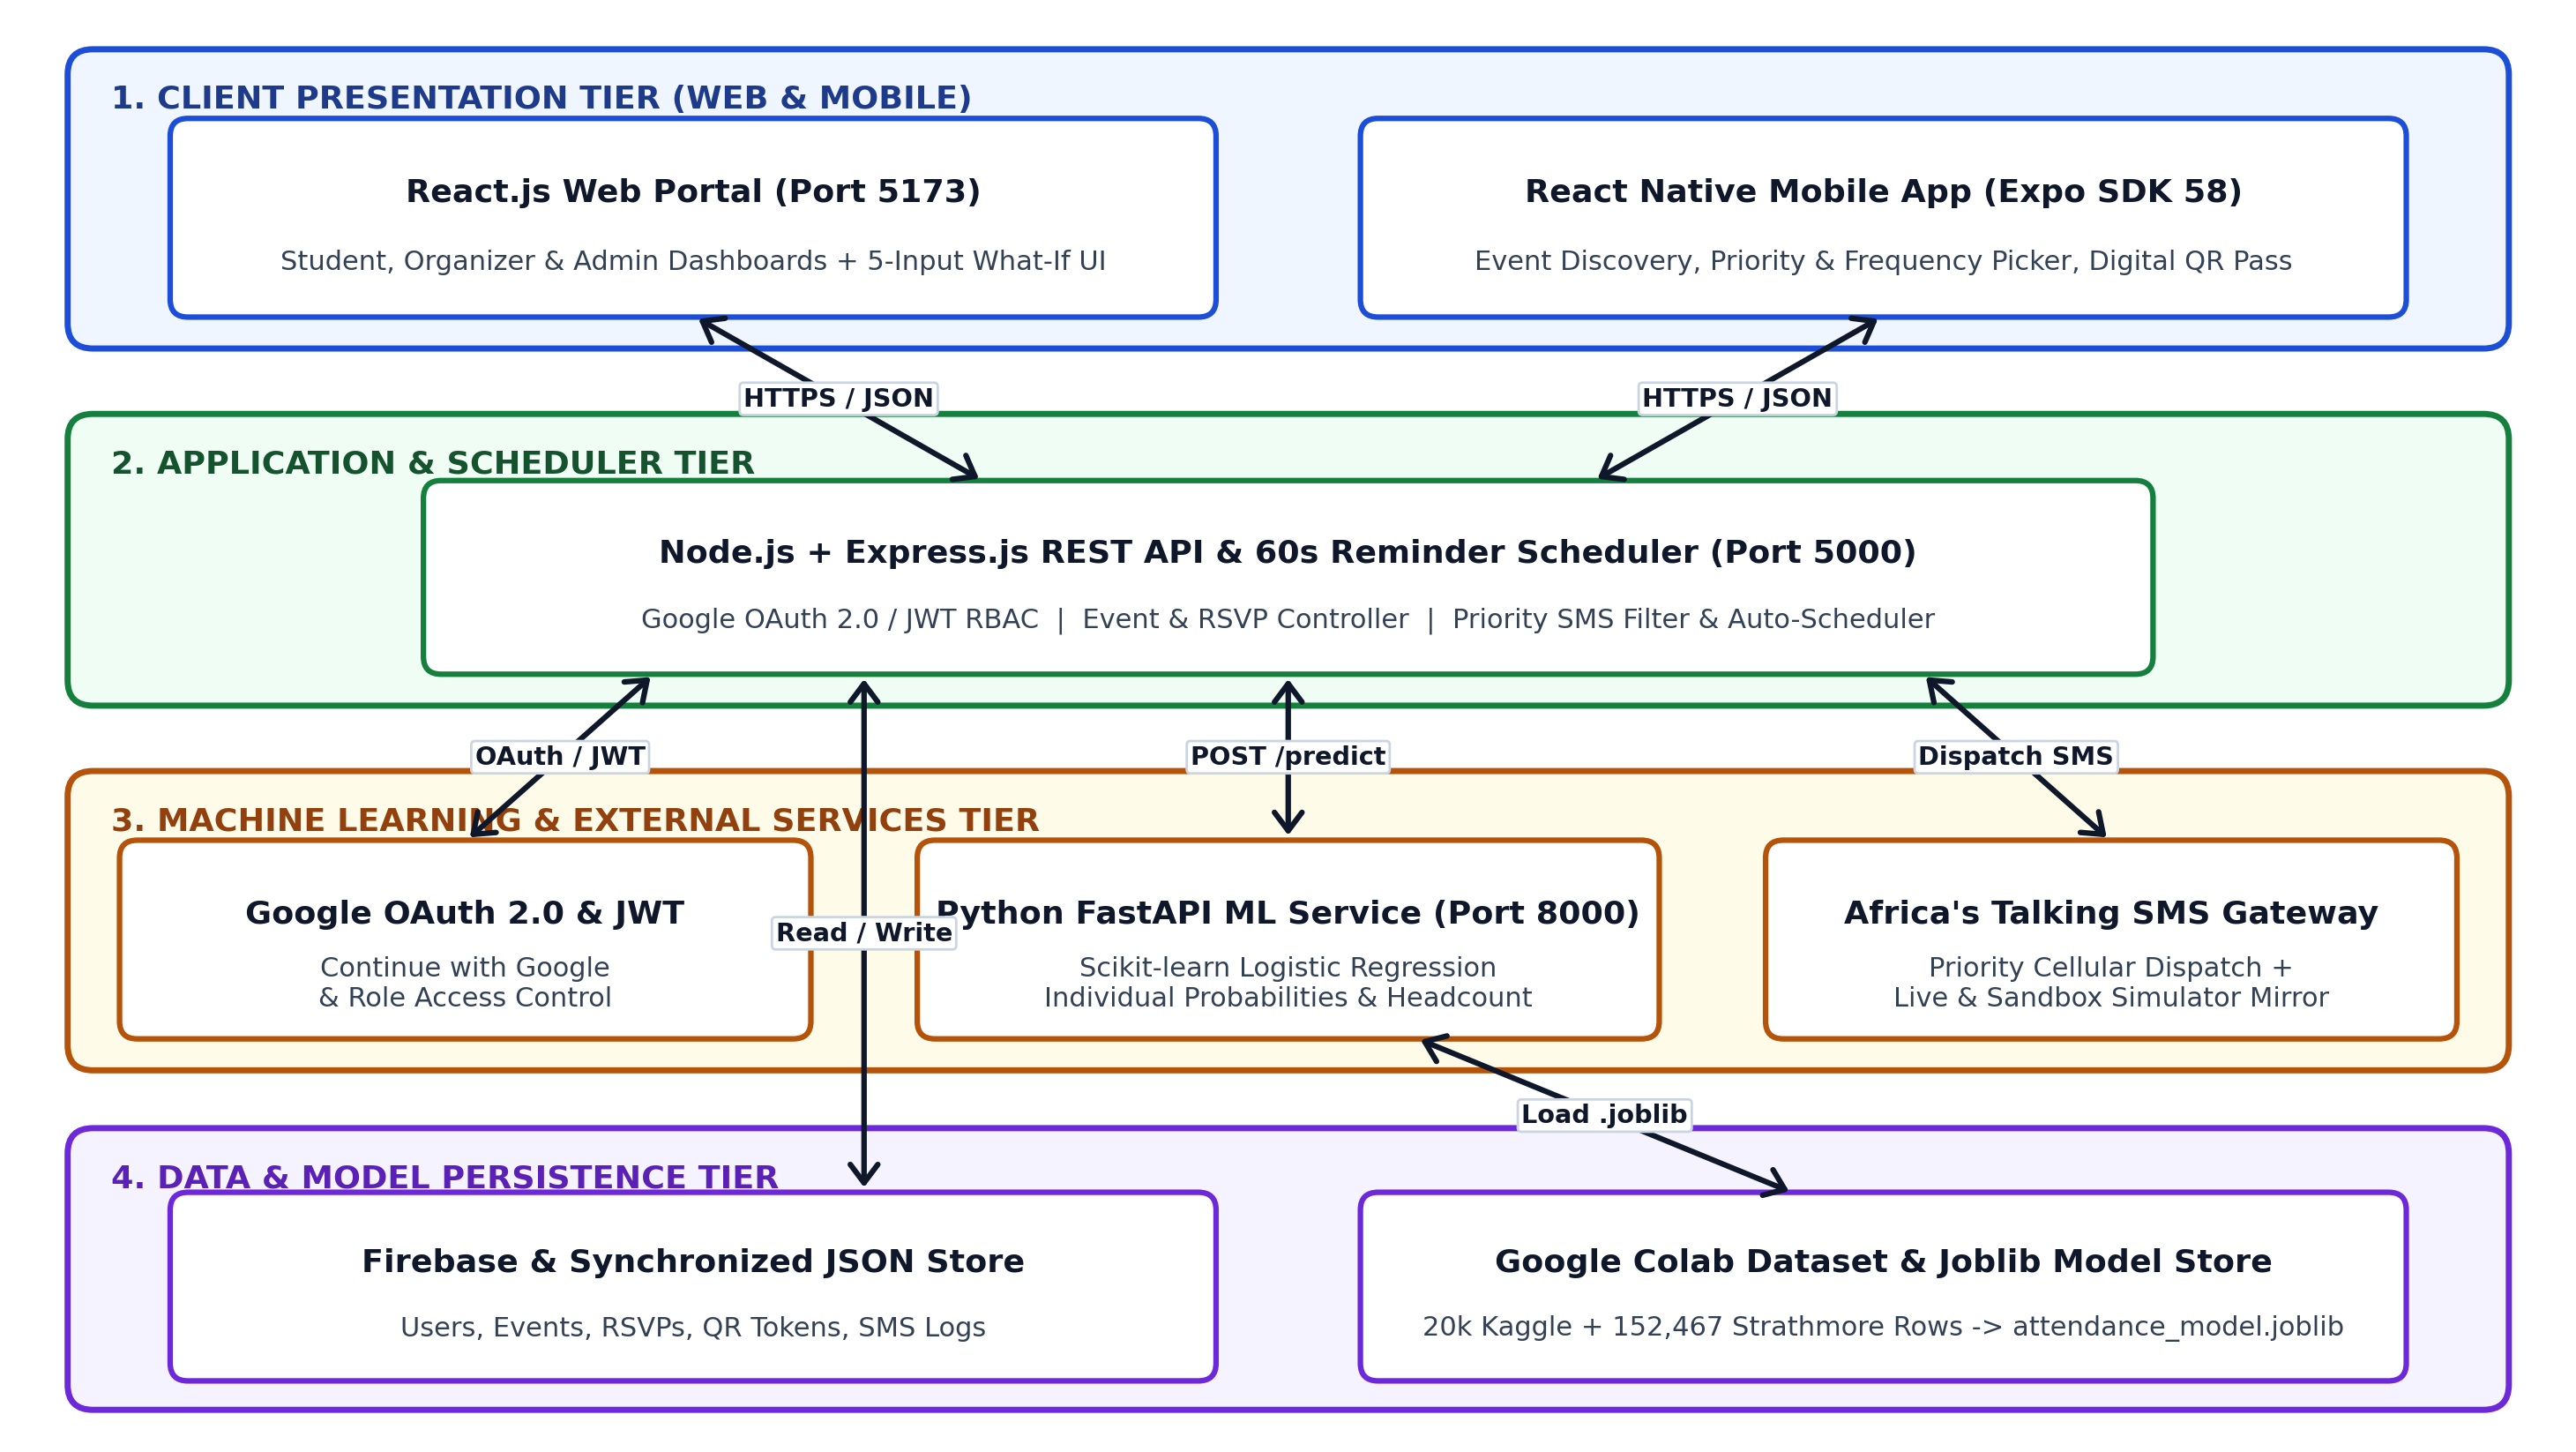 1. CLIENT PRESENTATION TIER (WEB & MOBILE)
React.js Web Portal (Port 5173)
Student, Organizer & Admin Dashboards + 5-Input What-If UI
React Native Mobile App (Expo SDK 58)
Event Discovery, Priority & Frequency Picker, Digital QR Pass
HTTPS / JSON
HTTPS / JSON
2. APPLICATION & SCHEDULER TIER
Node.js + Express.js REST API & 60s Reminder Scheduler (Port 5000)
Google OAuth 2.0 / JWT RBAC | Event & RSVP Controller | Priority SMS Filter & Auto-Scheduler
OAuth / JWT
POST /predict
Dispatch SMS
3. MACHINE LEARNING & EXTERNAL SERVICES TIER
Google OAuth 2.0 & JWT
Continue with Google
& Role Access Control
Read / Write
Python FastAPI ML Service (Port 8000)
Scikit-learn Logistic Regression
Individual Probabilities & Headcount
Africa's Talking SMS Gateway
Priority Cellular Dispatch +
Live & Sandbox Simulator Mirror
Load .joblib
4. DATA & MODEL PERSISTENCE TIER
Firebase & Synchronized JSON Store
Users, Events, RSVPs, QR Tokens, SMS Logs
Google Colab Dataset & Joblib Model Store
20k Kaggle + 152,467 Strathmore Rows -> attendance_model.joblib